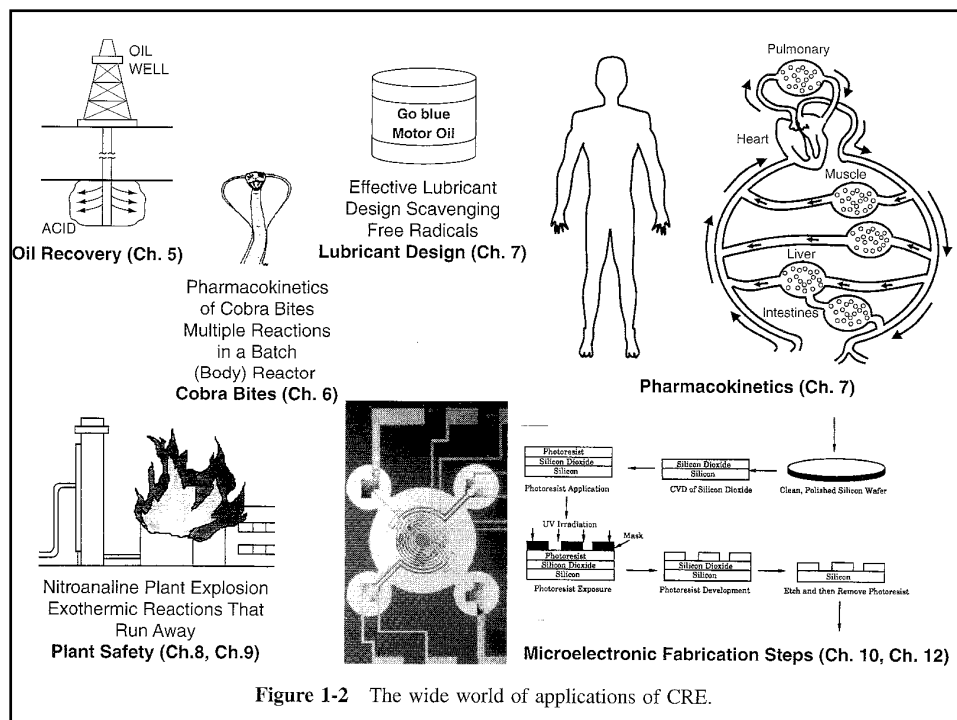 OIL
WELL
ACID
Oil Recovery (Ch. 5)
Pharmacokinetics
of Cobra Bites
Multiple Reactions
in a Batch
(Body) Reactor
Cobra Bites (Ch. 6)
Go blue
Motor Oil
Effective Lubricant
Design Scavenging
Free Radicals
Lubricant Design (Ch. 7)
Pulmonary
Heart
Muscle
Liver
Intestines
Pharmacokinetics (Ch. 7)
Nitroanaline Plant Explosion
Exothermic Reactions That
Run Away
Plant Safety (Ch.8, Ch.9)
Clean, Polished Silicon Wafer
Silicon Dioxide
Silicon
CVD of Silicon Dioxide
Photoresist
Silicon Dioxide
Silicon
Photoresist Application
UV Irradiation
Mask
Photoresist
Silicon Dioxide
Silicon
Photoresist Exposure
Silicon Dioxide
Silicon
Photoresist Development
Silicon
Etch and then Remove Photoresist
Microelectronic Fabrication Steps (Ch. 10, Ch. 12)
Figure 1-2 The wide world of applications of CRE.